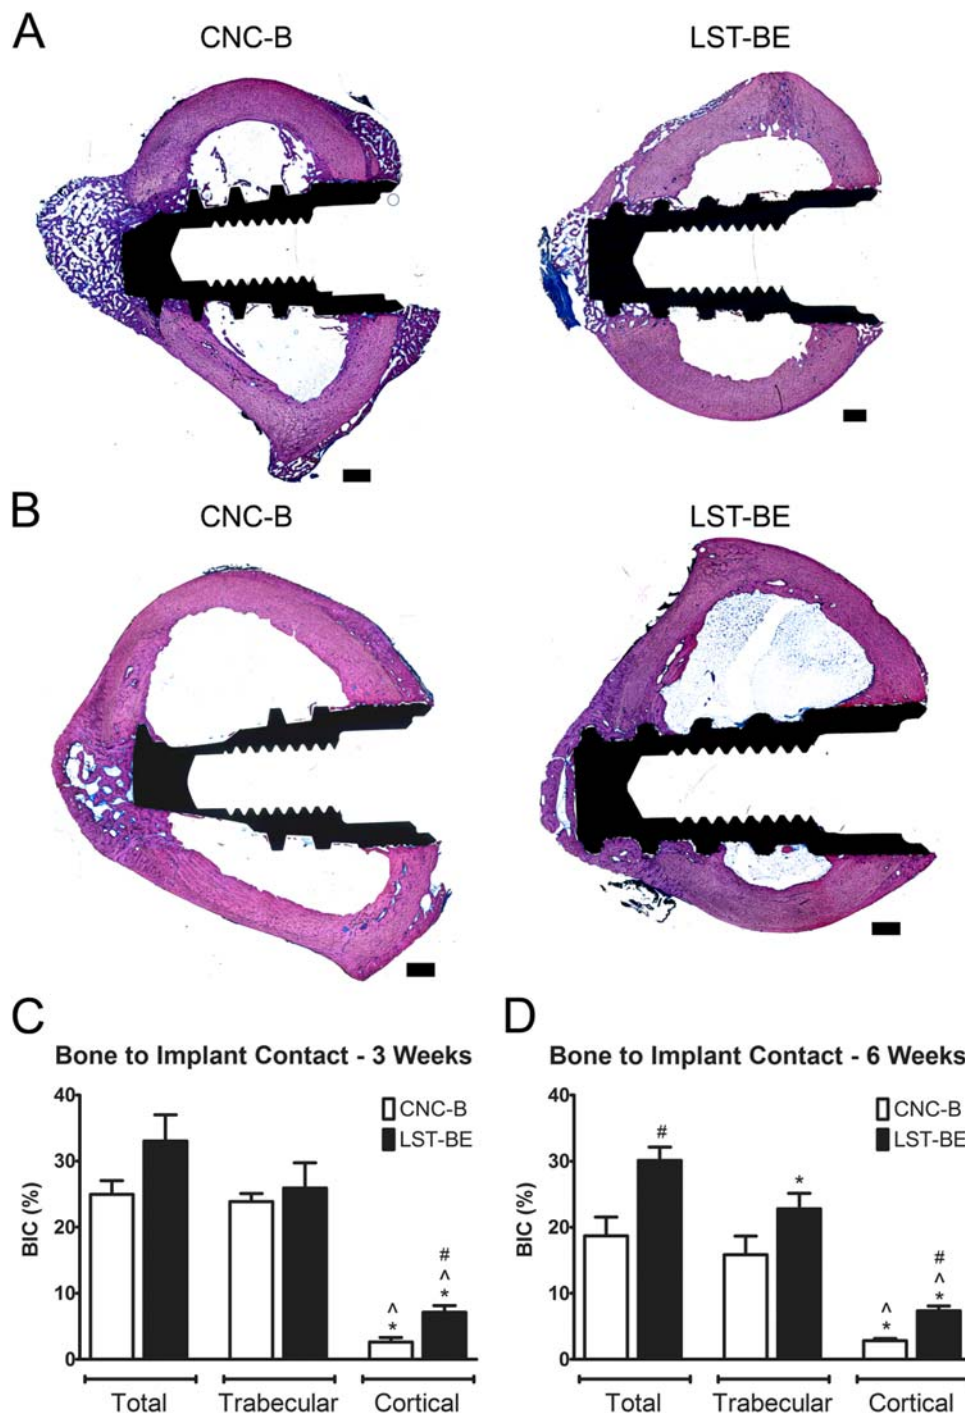 A
CNC-B
LST-BE
B
CNC-B
LST-BE
C
Bone to Implant Contact - 3 Weeks
BIC (%)
40
30
20
10
0
CNC-B
LST-BE
^
*
#
^
*
Total
Trabecular
Cortical
D
Bone to Implant Contact - 6 Weeks
BIC (%)
40
30
20
10
0
CNC-B
LST-BE
#
*
^
*
#
^
*
Total
Trabecular
Cortical